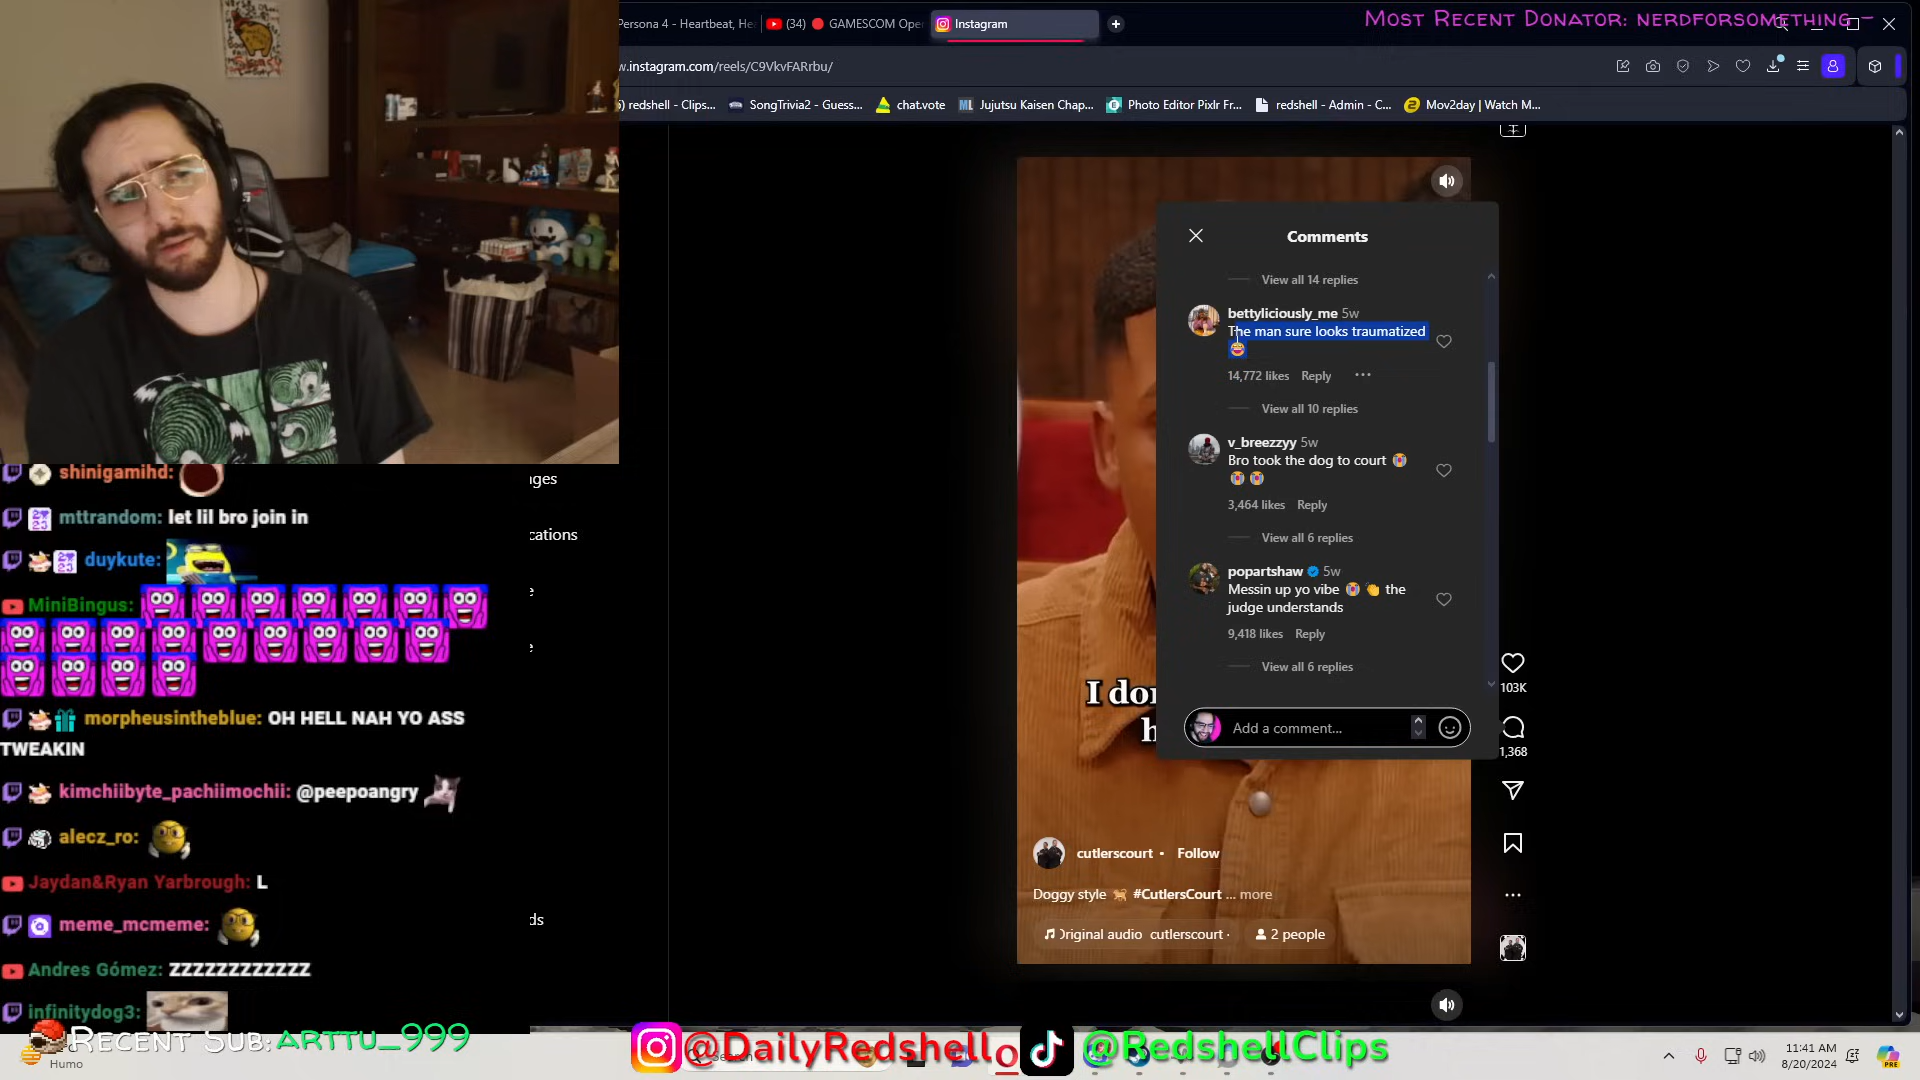 Persona 4 - Heartbeat, He
(34)
GAMESCOM Ope
Instagram
MOST RECENT DONATOR: NERDFORSOMETHING –
w.instagram.com/reels/C9VkvFARrbu/
redshell - Clips...
SongTrivia2 - Guess...
chat.vote
Jujutsu Kaisen Chap...
Photo Editor Pixlr Fr...
redshell - Admin - C...
Mov2day | Watch M...
Comments
View all 14 replies
bettyliciously_me 5w
The man sure looks traumatized
😂
14,772 likes Reply ...
View all 10 replies
v_breezzyy 5w
Bro took the dog to court 😭
😭 😭
3,464 likes Reply
View all 6 replies
popartshaw 5w
Messin up yo vibe 😭 👏 the
judge understands
9,418 likes Reply
View all 6 replies
Add a comment...
I don
h
103K
1,368
cutlerscourt • Follow
Doggy style 🐕 #CutlersCourt ... more
Original audio cutlerscourt ·
2 people
shinigamihd:
mttrandom: let lil bro join in
duykute:
MiniBingus:
morpheusintheblue: OH HELL NAH YO ASS
TWEAKIN
kimchiibyte_pachiimochii: @peepoangry
alecz_ro:
Jaydan&Ryan Yarbrough: L
meme_mcmeme:
Andres Gómez: zzzzzzzzzzzz
infinitydog3:
nges
cations
e
e
ds
RECENT SUB: ARTTU_999
Humo
@DailyRedshell
@RedshellClips
11:41 AM
8/20/2024